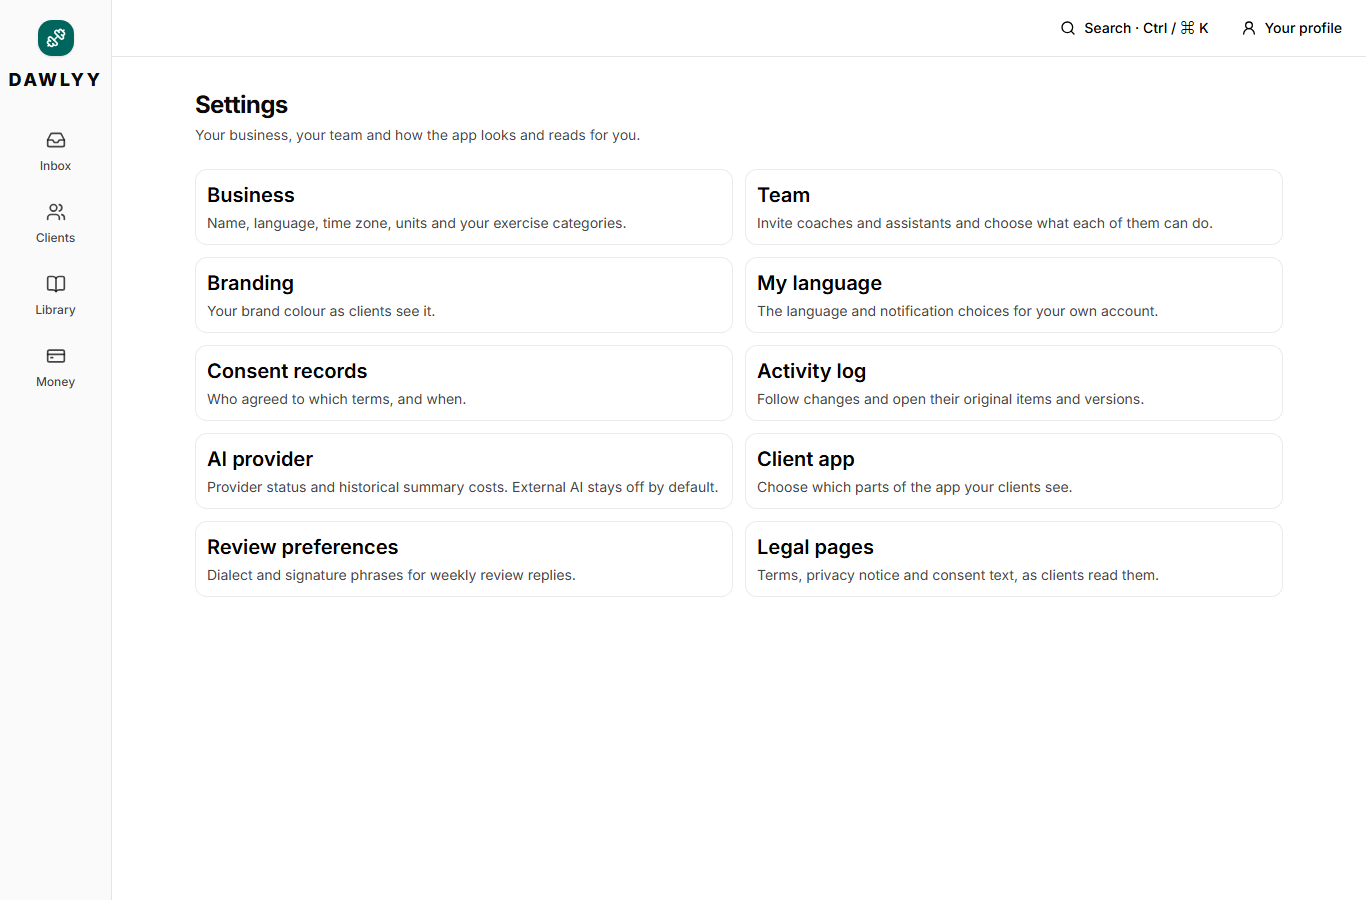 DAWLYY
Inbox
Clients
Library
Money
Search · Ctrl / ⌘ K
Your profile
Settings
Your business, your team and how the app looks and reads for you.
Business
Name, language, time zone, units and your exercise categories.
Team
Invite coaches and assistants and choose what each of them can do.
Branding
Your brand colour as clients see it.
My language
The language and notification choices for your own account.
Consent records
Who agreed to which terms, and when.
Activity log
Follow changes and open their original items and versions.
AI provider
Provider status and historical summary costs. External AI stays off by default.
Client app
Choose which parts of the app your clients see.
Review preferences
Dialect and signature phrases for weekly review replies.
Legal pages
Terms, privacy notice and consent text, as clients read them.